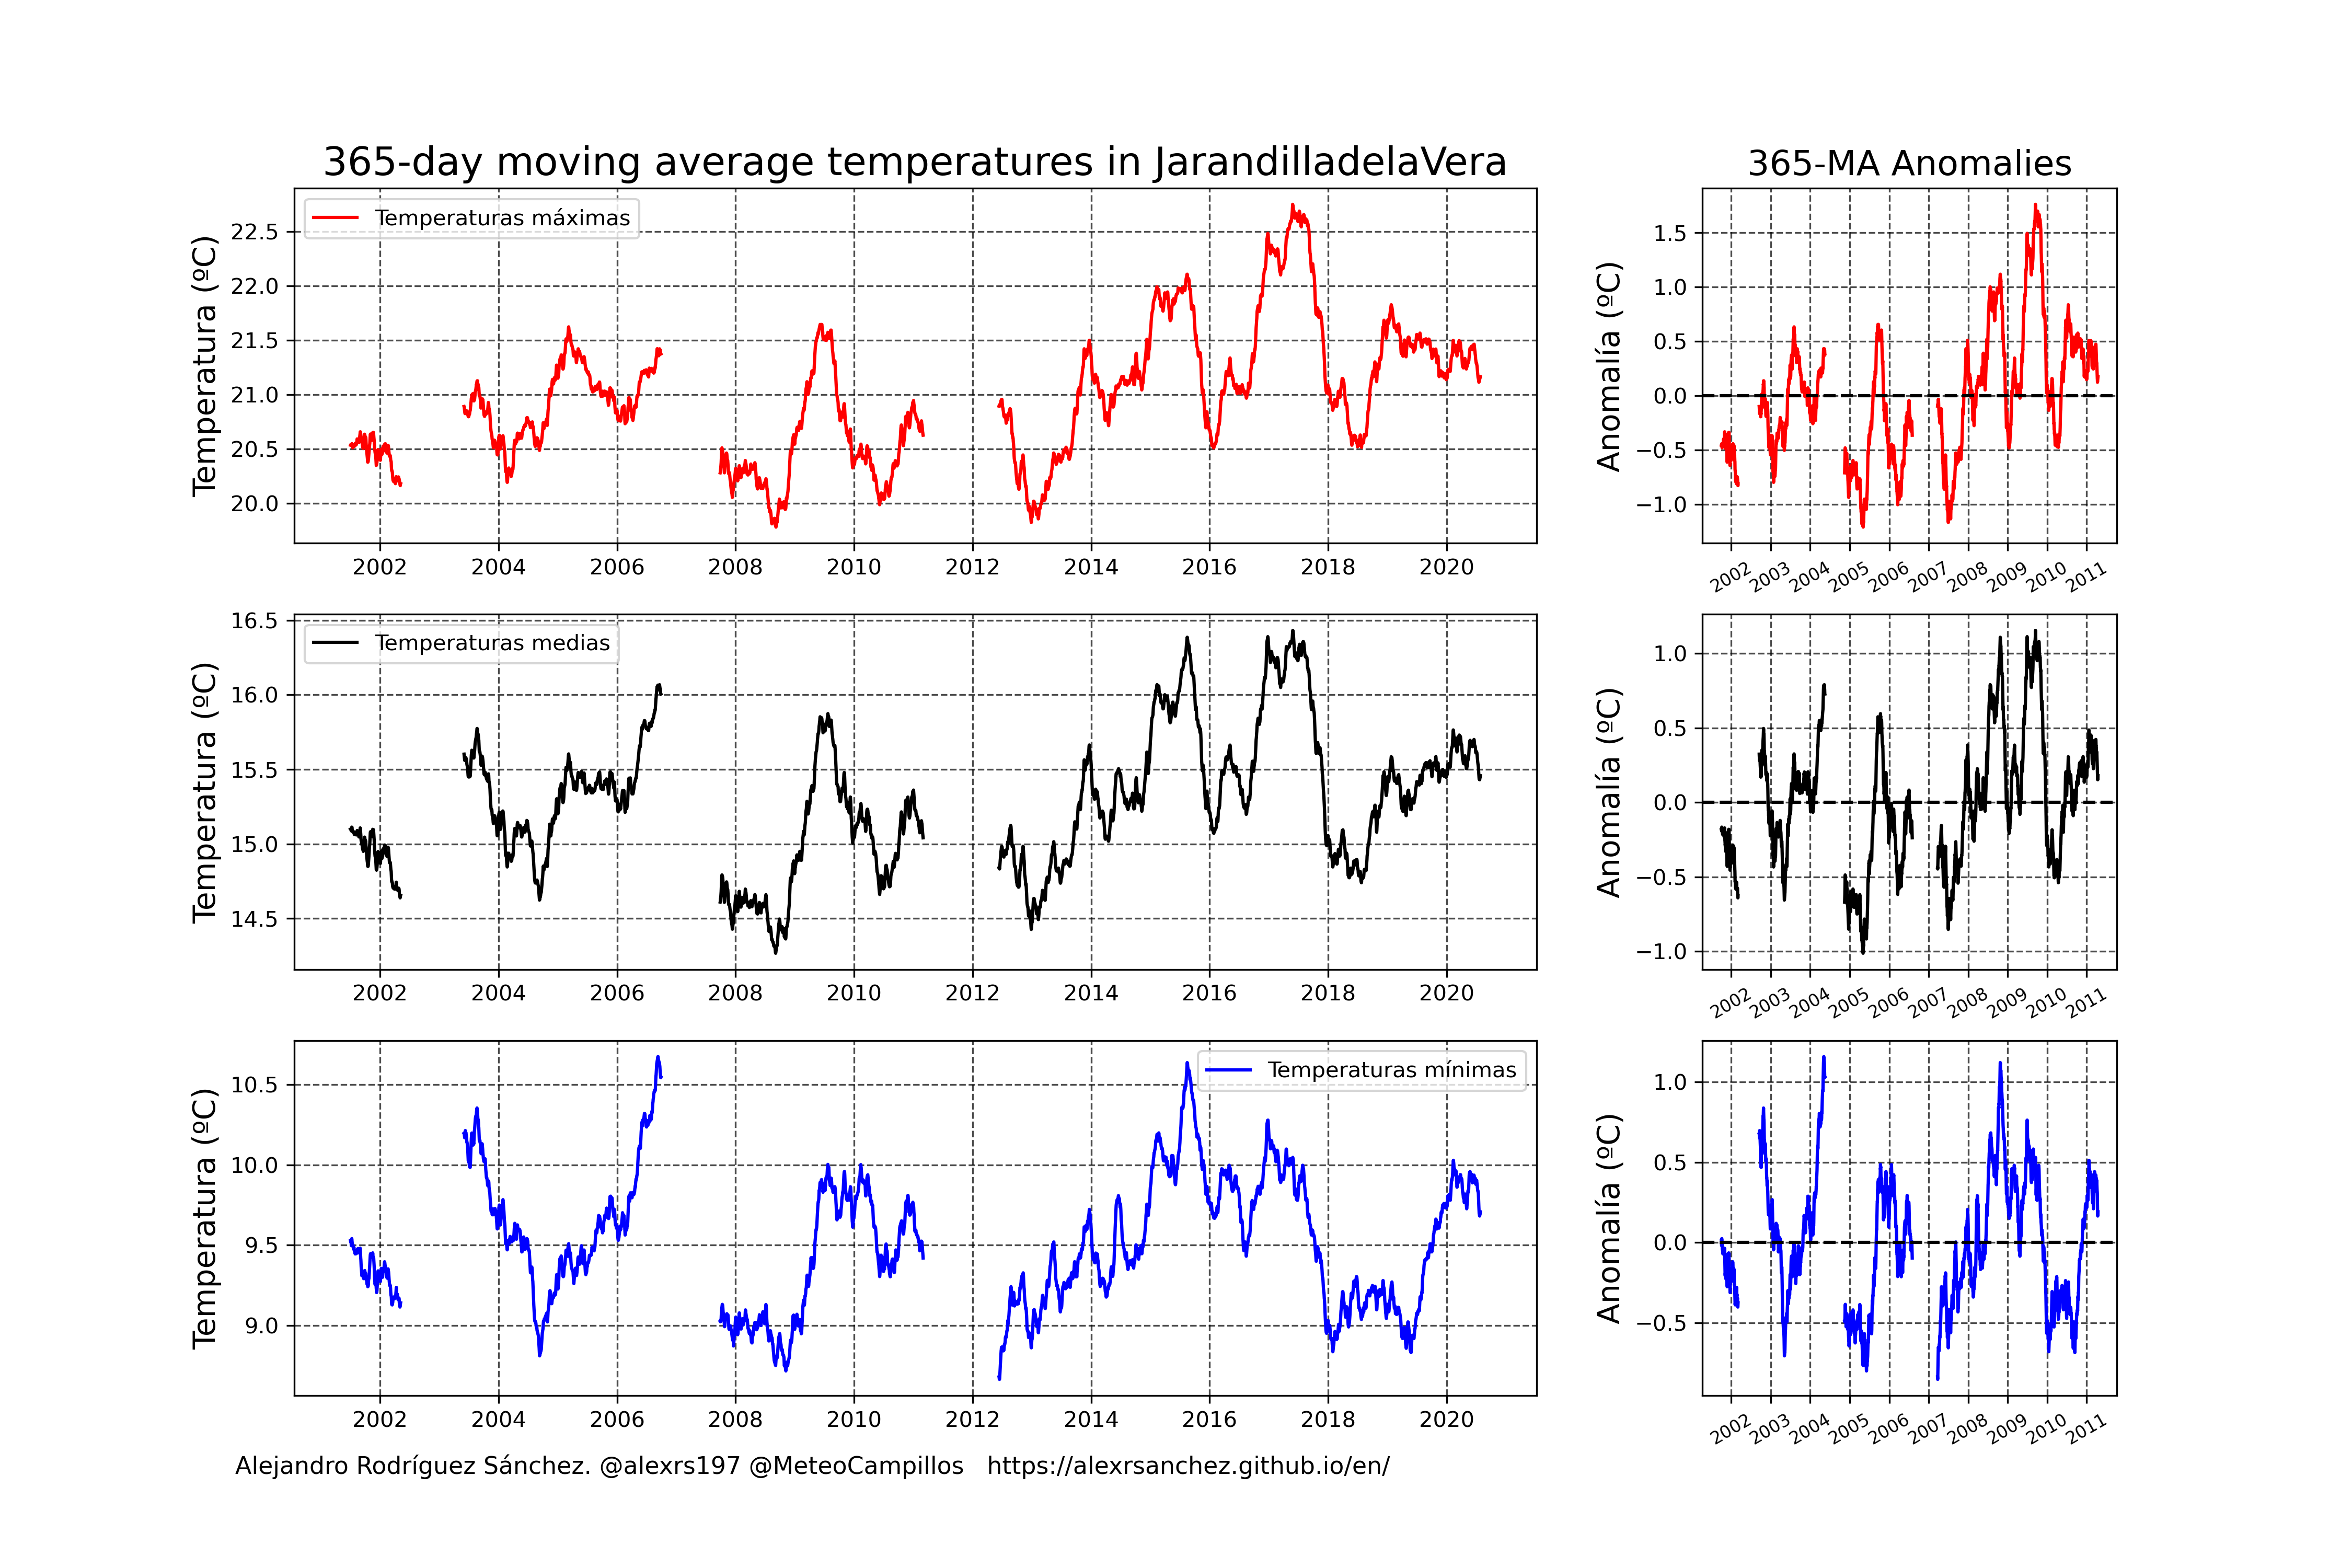 365-day moving average temperatures in JarandilladelaVera
365-MA Anomalies
Temperatura (ºC)
22.5
22.0
21.5
21.0
20.5
20.0
Temperaturas máximas
2002 2004 2006 2008 2010 2012 2014 2016 2018 2020
Anomalía (ºC)
1.5
1.0
0.5
0.0
−0.5
−1.0
2002 2003 2004 2005 2006 2007 2008 2009 2010 2011
Temperatura (ºC)
16.5
16.0
15.5
15.0
14.5
Temperaturas medias
2002 2004 2006 2008 2010 2012 2014 2016 2018 2020
Anomalía (ºC)
1.0
0.5
0.0
−0.5
−1.0
2002 2003 2004 2005 2006 2007 2008 2009 2010 2011
Temperatura (ºC)
10.5
10.0
9.5
9.0
Temperaturas mínimas
2002 2004 2006 2008 2010 2012 2014 2016 2018 2020
Anomalía (ºC)
1.0
0.5
0.0
−0.5
2002 2003 2004 2005 2006 2007 2008 2009 2010 2011
Alejandro Rodríguez Sánchez. @alexrs197 @MeteoCampillos https://alexrsanchez.github.io/en/